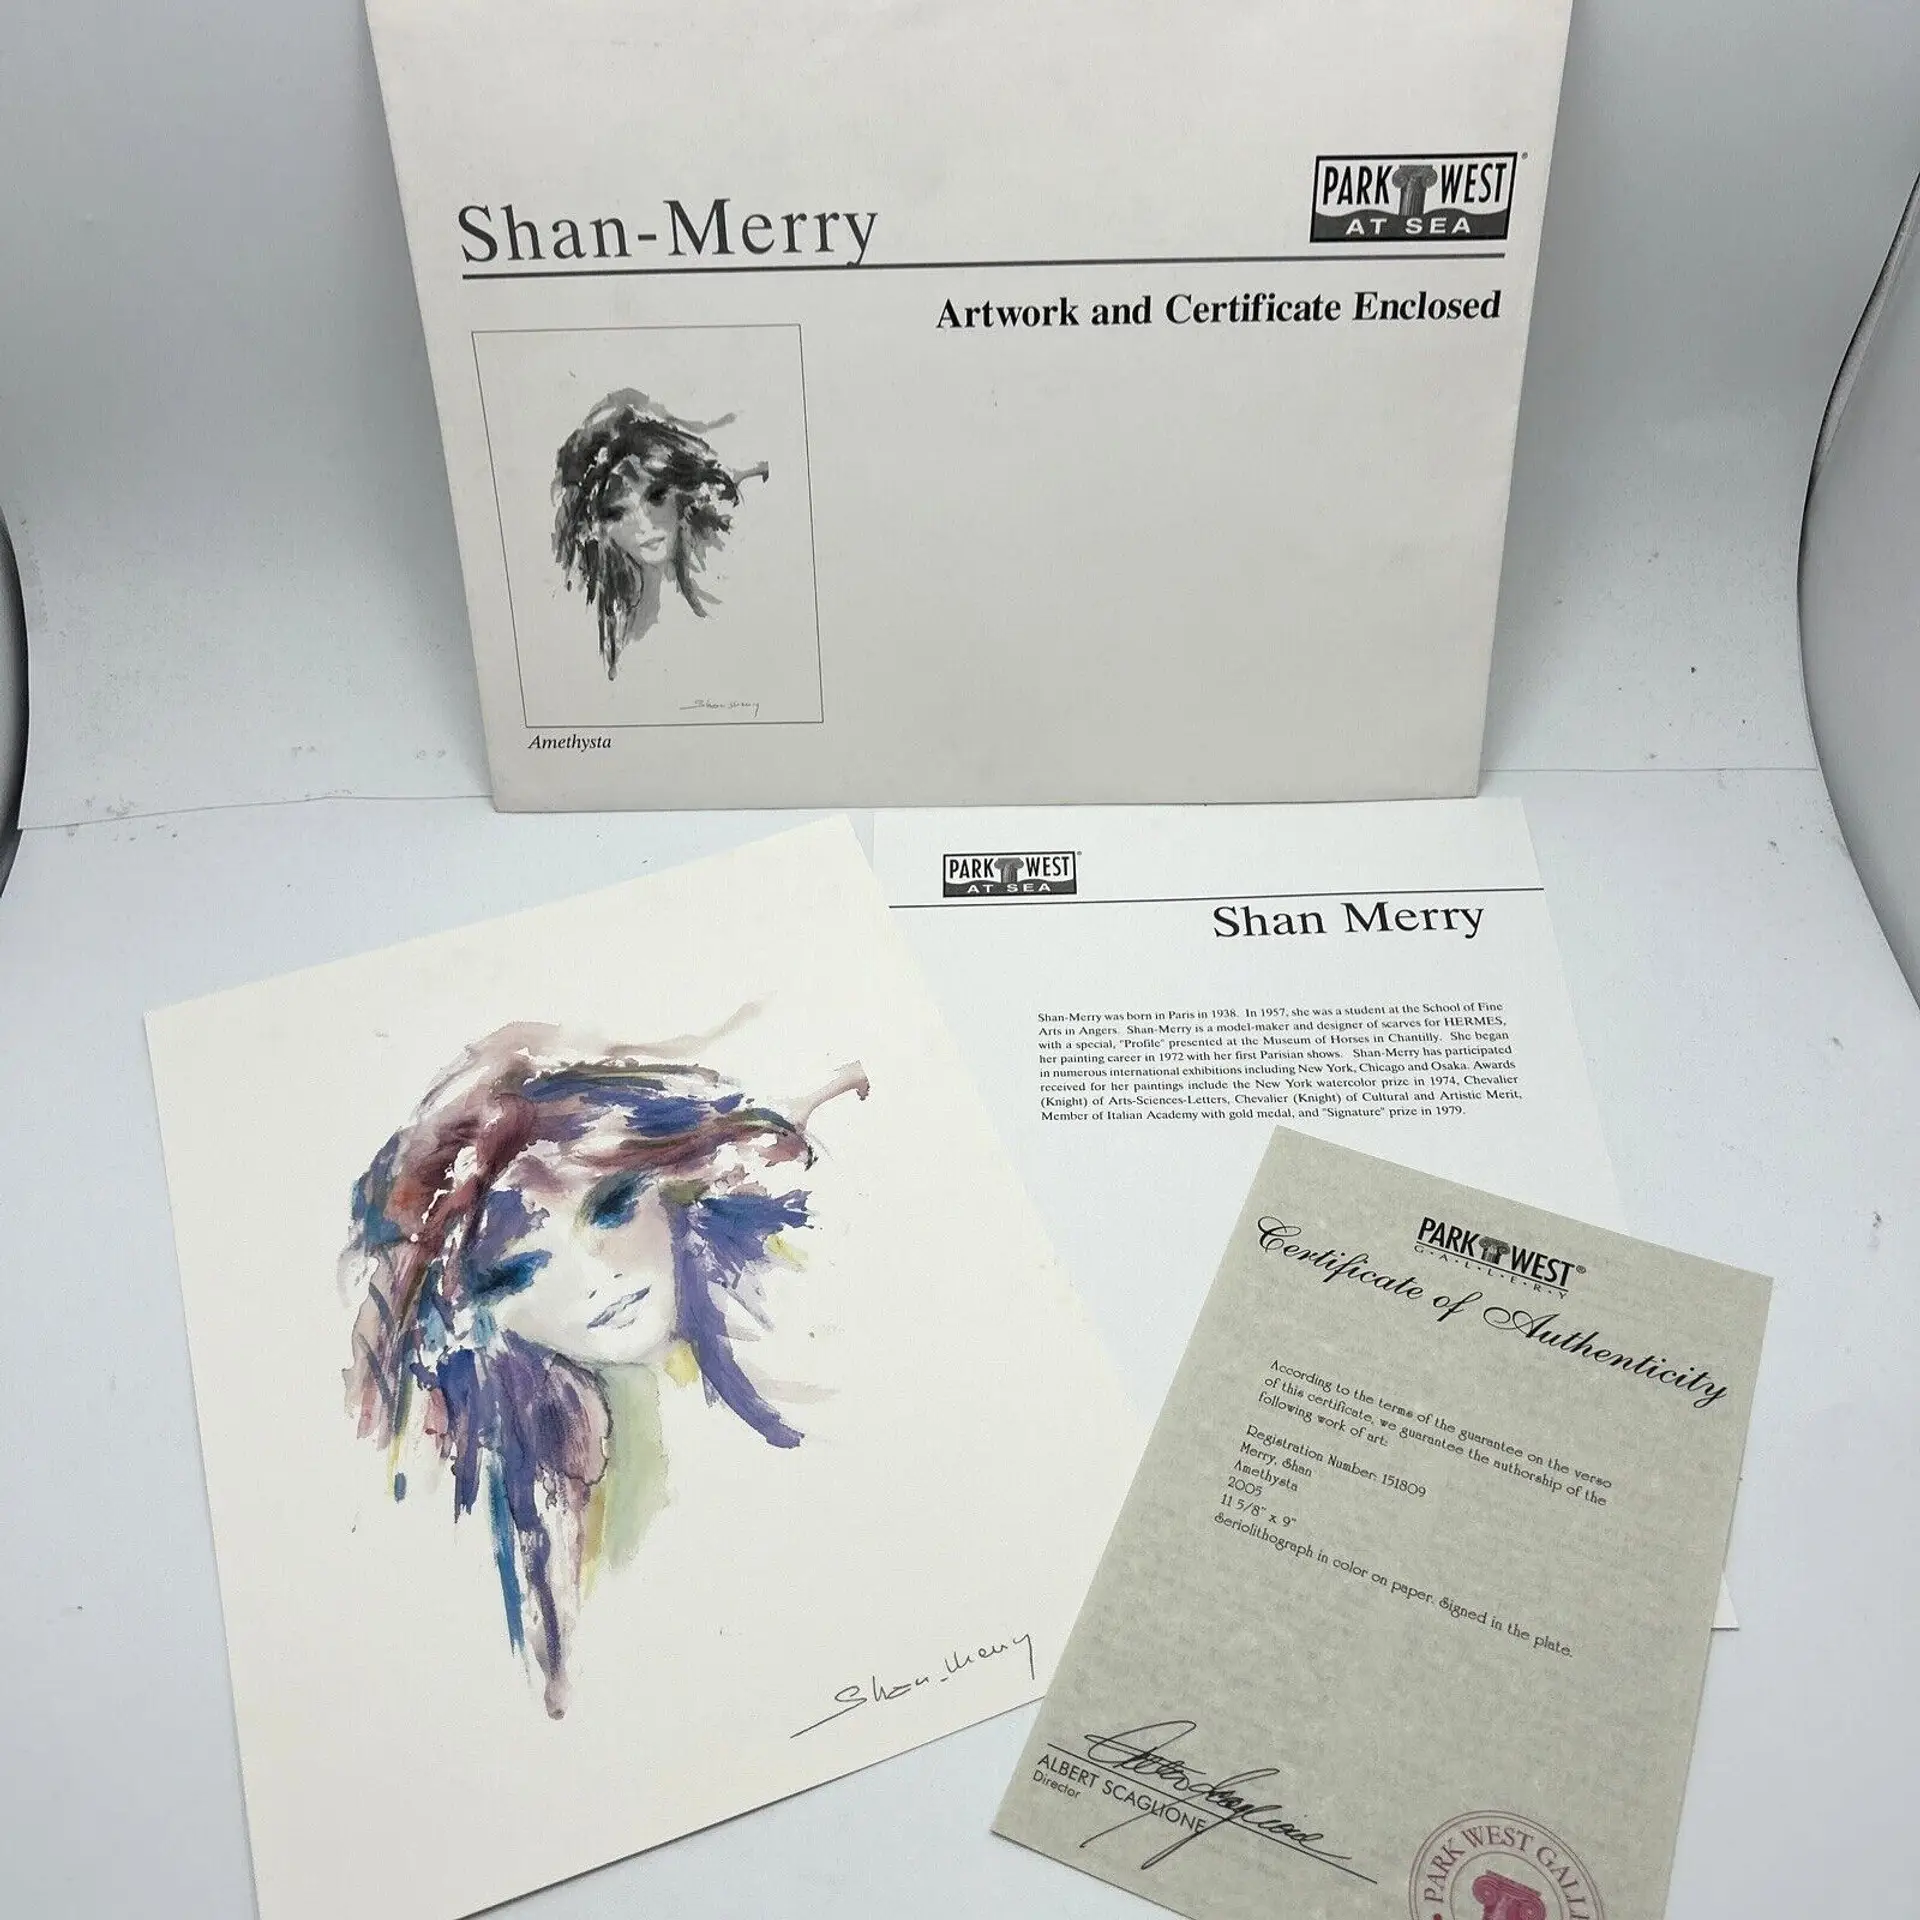 Shan-Merry
PARK WEST®
AT SEA
Artwork and Certificate Enclosed
Shan-Merry
Amethysta
PARK WEST®
AT SEA
Shan Merry
Shan-Merry was born in Paris in 1938. In 1957, she was a student at the School of Fine
Arts in Angers. Shan-Merry is a model-maker and designer of scarves for HERMES,
with a special, "Profile" presented at the Museum of Horses in Chantilly. She began
her painting career in 1972 with her first Parisian shows. Shan-Merry has participated
in numerous international exhibitions including New York, Chicago and Osaka. Awards
received for her paintings include the New York watercolor prize in 1974, Chevalier
(Knight) of Arts-Sciences-Letters, Chevalier (Knight) of Cultural and Artistic Merit,
Member of Italian Academy with gold medal, and "Signature" prize in 1979.
Shan-Merry
PARK WEST®
G·A·L·L·E·R·Y
Certificate of Authenticity
According to the terms of the guarantee on the verso
of this certificate, we guarantee the authorship of the
following work of art:
Registration Number: 151809
Merry, Shan
Amethysta
2005
11 5/8" x 9"
Seriolithograph in color on paper. Signed in the plate.
ALBERT SCAGLIONE
Director
PARK WEST GALL